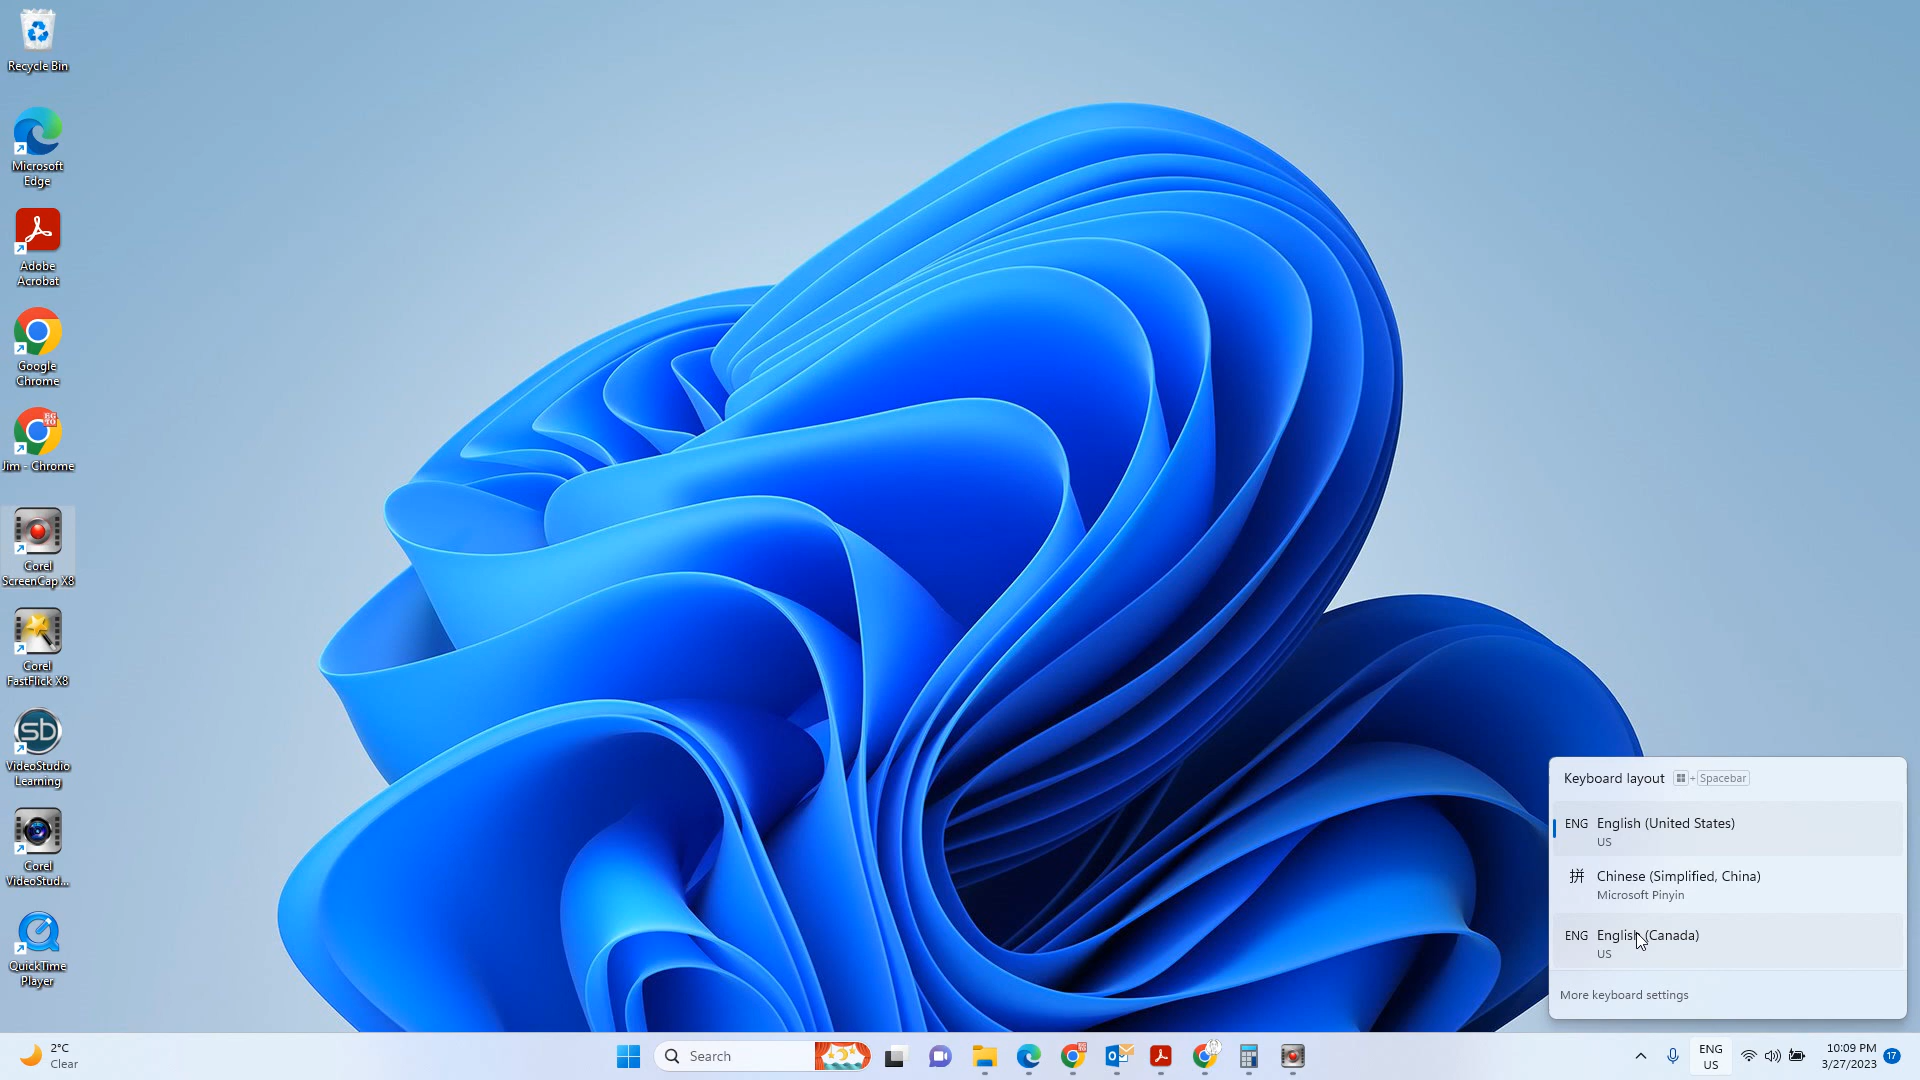 Recycle Bin
Microsoft
Edge
Adobe
Acrobat
Google
Chrome
Jim - Chrome
Corel
ScreenCap X8
Corel
FastFlick X8
VideoStudio
Learning
Corel
VideoStud...
QuickTime
Player
Keyboard layout + Spacebar
ENG English (United States)
US
拼 Chinese (Simplified, China)
Microsoft Pinyin
ENG English (Canada)
US
More keyboard settings
2°C
Clear
Search
ENG
US
10:09 PM
3/27/2023
17